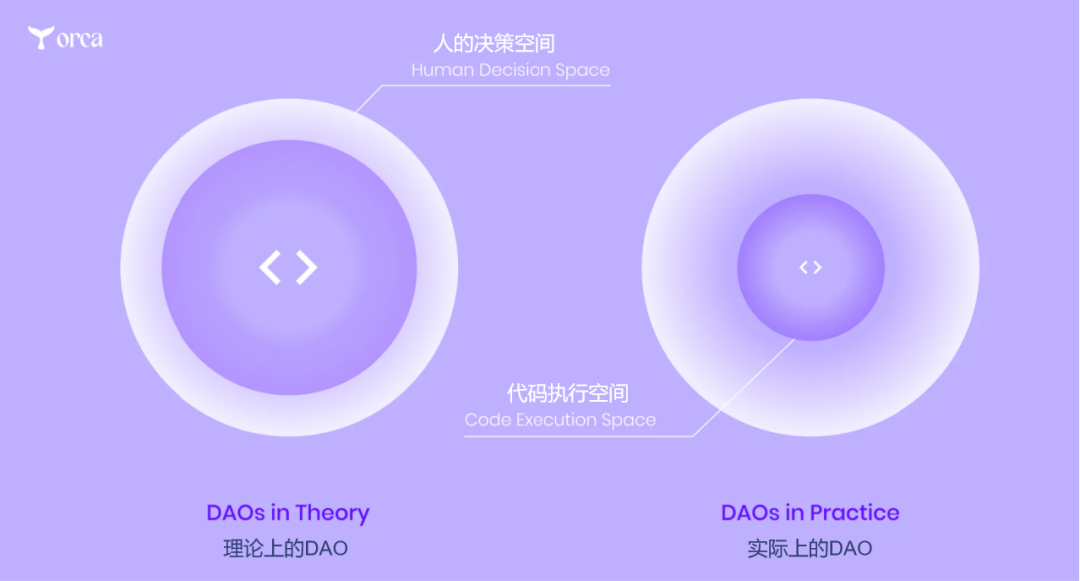 orca
人的决策空间
Human Decision Space
代码执行空间
Code Execution Space
DAOs in Theory
理论上的DAO
DAOs in Practice
实际上的DAO